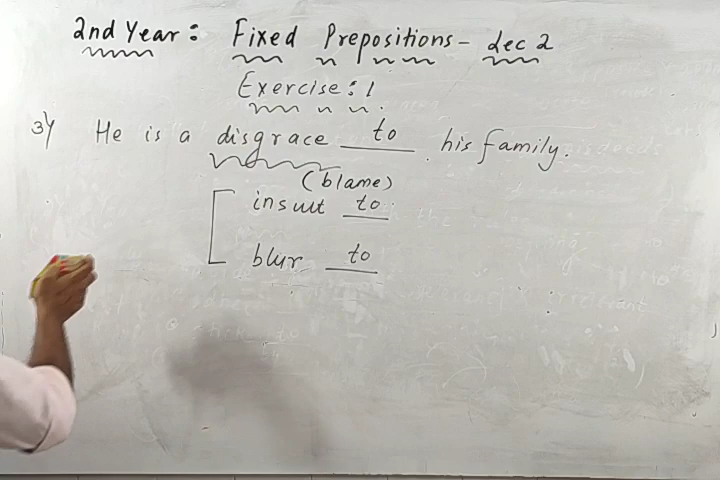 2nd Year: Fixed Prepositions - Lec 2
Exercise: 1
3) He is a disgrace to his family.
(blame)
insult to
blur to